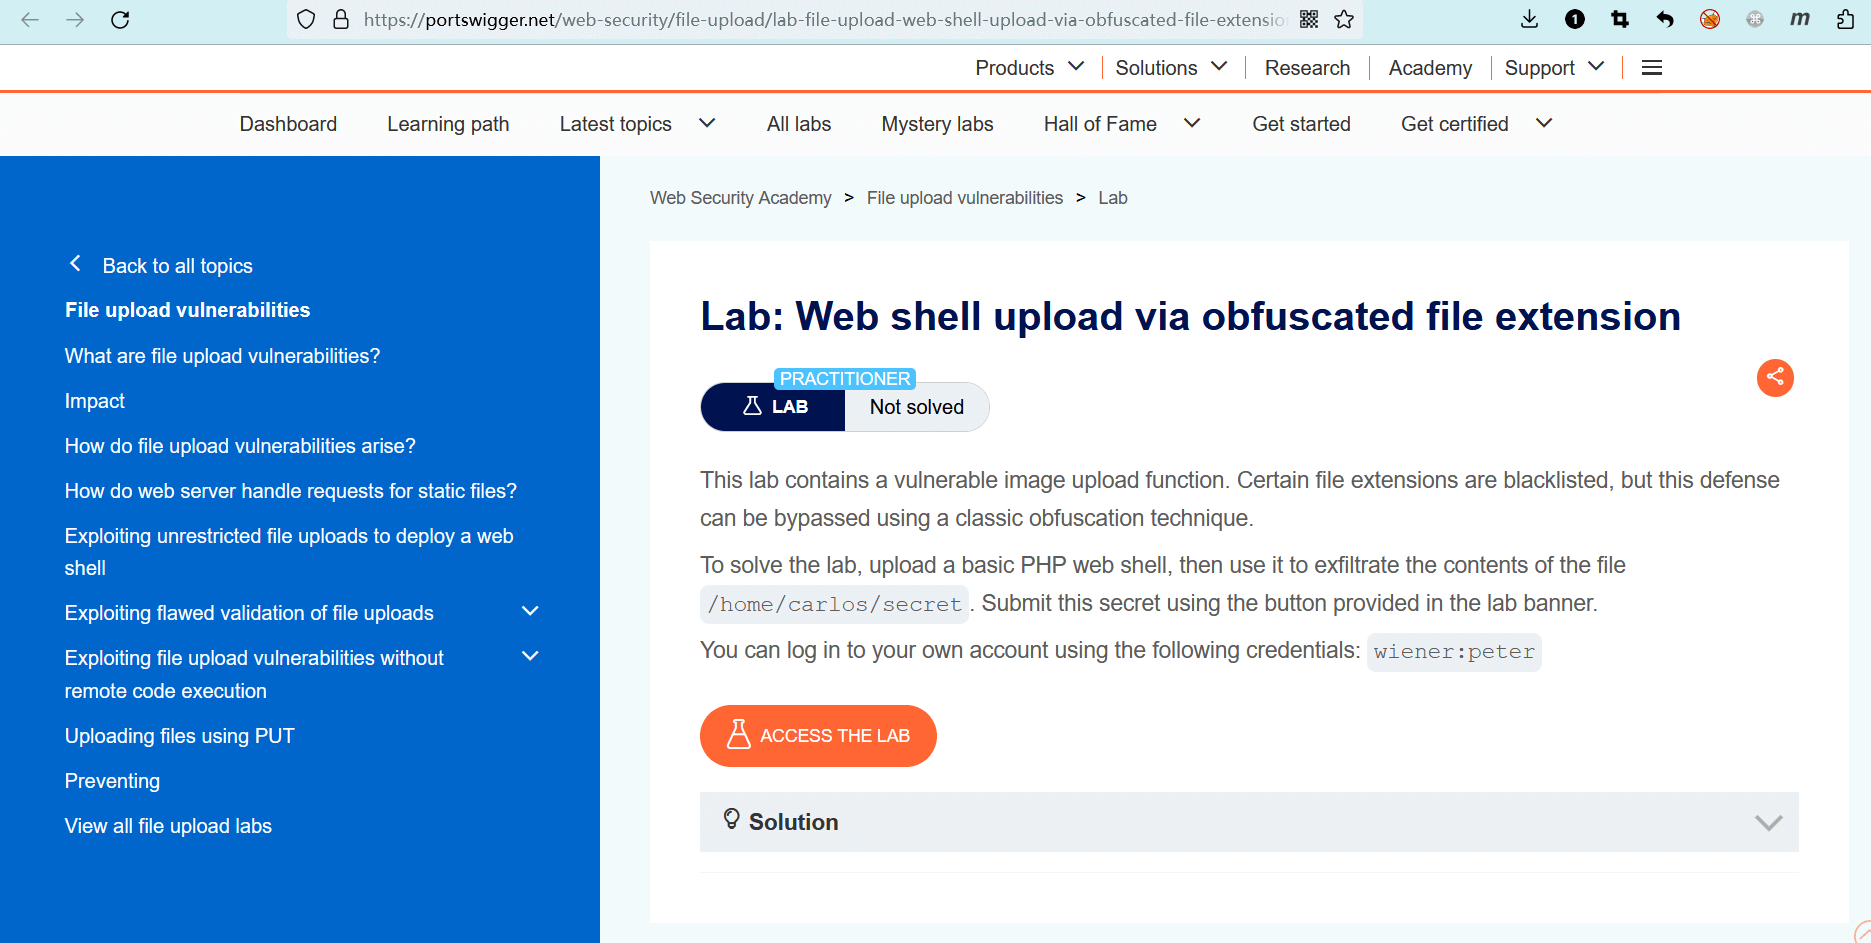 https://portswigger.net/web-security/file-upload/lab-file-upload-web-shell-upload-via-obfuscated-file-extensio
1
m
Products
Solutions
Research
Academy
Support
Dashboard
Learning path
Latest topics
All labs
Mystery labs
Hall of Fame
Get started
Get certified
Back to all topics
File upload vulnerabilities
What are file upload vulnerabilities?
Impact
How do file upload vulnerabilities arise?
How do web server handle requests for static files?
Exploiting unrestricted file uploads to deploy a web
shell
Exploiting flawed validation of file uploads
Exploiting file upload vulnerabilities without
remote code execution
Uploading files using PUT
Preventing
View all file upload labs
Web Security Academy > File upload vulnerabilities > Lab
Lab: Web shell upload via obfuscated file extension
PRACTITIONER
LAB
Not solved
This lab contains a vulnerable image upload function. Certain file extensions are blacklisted, but this defense
can be bypassed using a classic obfuscation technique.
To solve the lab, upload a basic PHP web shell, then use it to exfiltrate the contents of the file
/home/carlos/secret. Submit this secret using the button provided in the lab banner.
You can log in to your own account using the following credentials: wiener:peter
ACCESS THE LAB
Solution